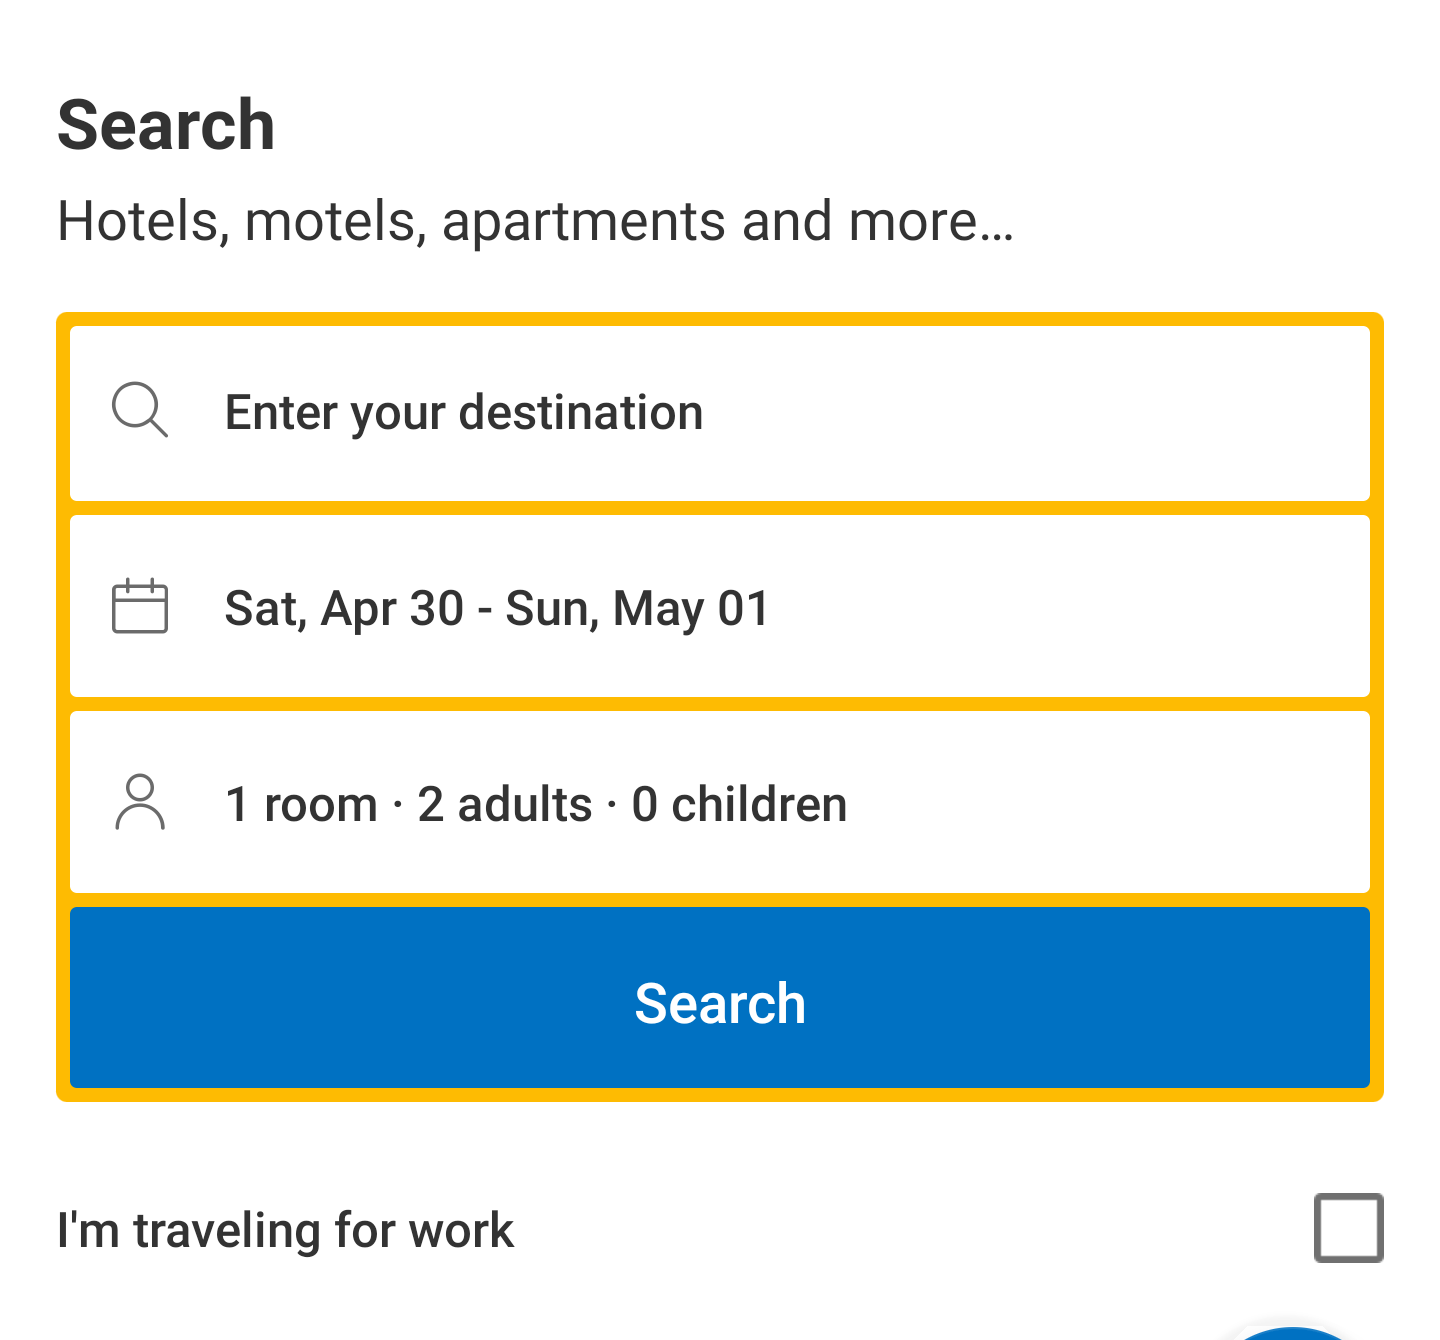 Search
Hotels, motels, apartments and more…
Enter your destination
Sat, Apr 30 - Sun, May 01
1 room · 2 adults · 0 children
Search
I'm traveling for work